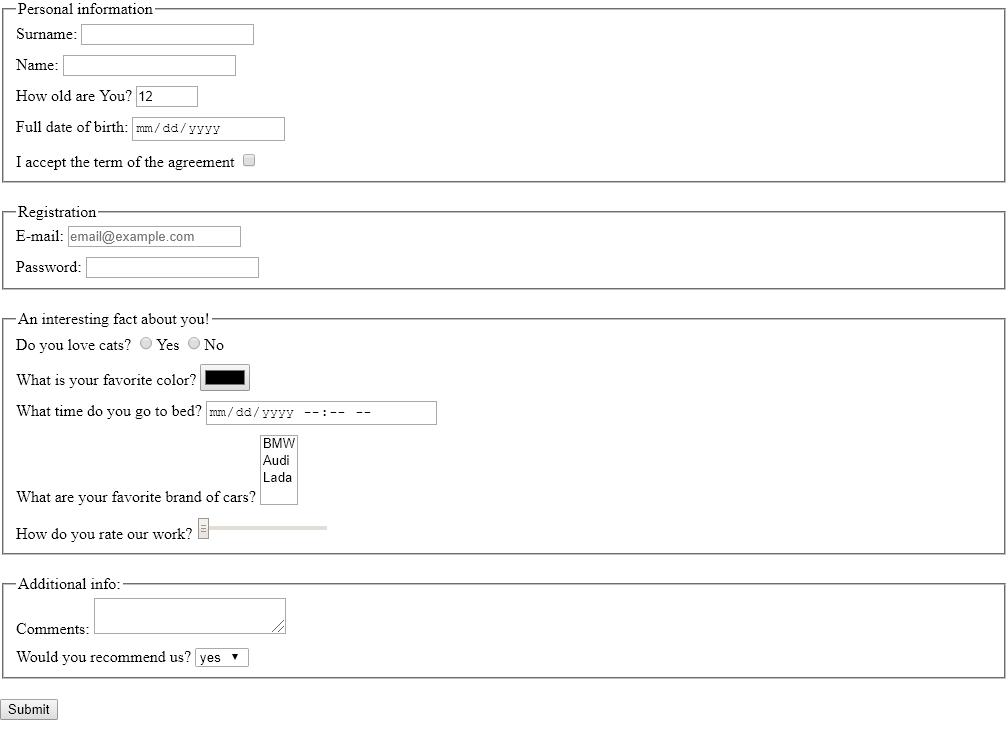 Personal information
Surname:
Name:
How old are You? 12
Full date of birth: mm/dd/yyyy
I accept the term of the agreement
Registration
E-mail: email@example.com
Password:
An interesting fact about you!
Do you love cats? Yes No
What is your favorite color?
What time do you go to bed? mm/dd/yyyy --:-- --
BMW
Audi
Lada
What are your favorite brand of cars?
How do you rate our work?
Additional info:
Comments:
Would you recommend us? yes
Submit